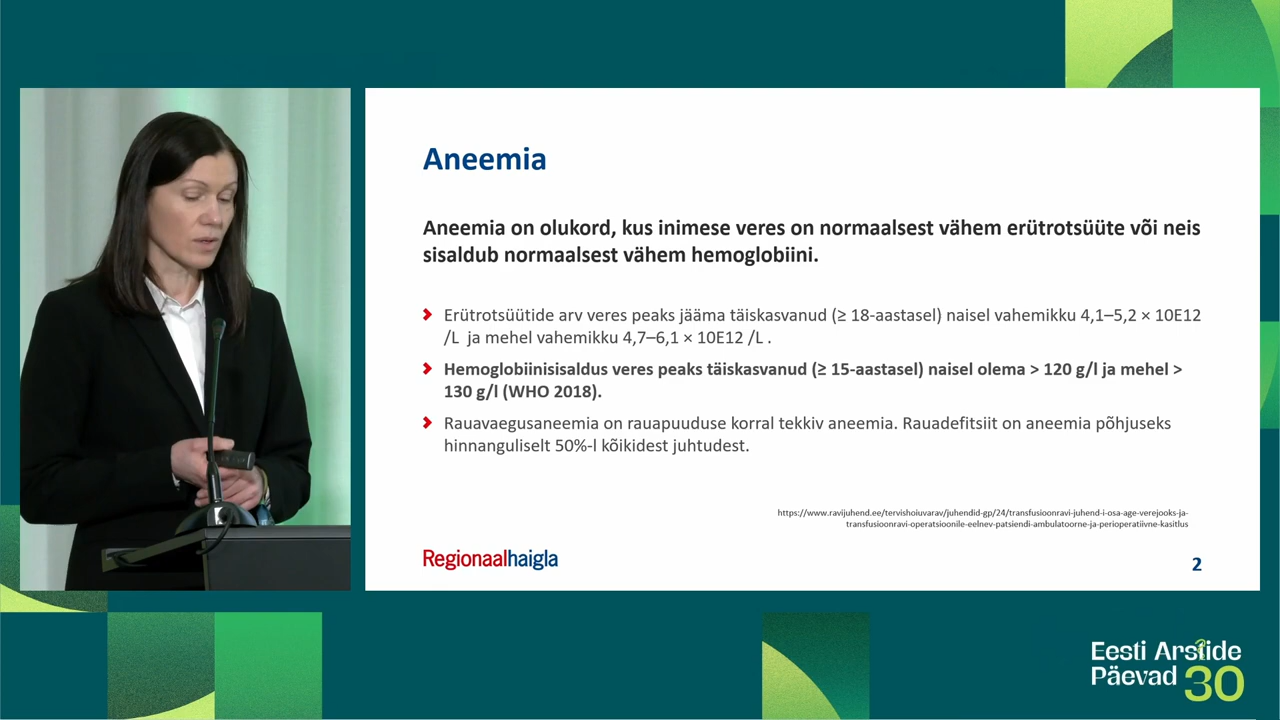 Aneemia
Aneemia on olukord, kus inimese veres on normaalsest vähem erütrotsüüte või neis
sisaldub normaalsest vähem hemoglobiini.
Erütrotsüütide arv veres peaks jääma täiskasvanud (≥ 18-aastasel) naisel vahemikku 4,1–5,2 × 10E12
/L ja mehel vahemikku 4,7–6,1 × 10E12 /L .
Hemoglobiinisisaldus veres peaks täiskasvanud (≥ 15-aastasel) naisel olema > 120 g/l ja mehel >
130 g/l (WHO 2018).
Rauavaegusaneemia on rauapuuduse korral tekkiv aneemia. Rauadefitsiit on aneemia põhjuseks
hinnanguliselt 50%-l kõikidest juhtudest.
https://www.ravijuhend.ee/tervishoiuvarav/juhendid-gp/24/transfusioonravi-juhend-i-osa-age-verejooks-ja-
transfusioonravi-operatsioonile-eelnev-patsiendi-ambulatoorne-ja-perioperatiivne-kasitlus
Regionaalhaigla
2
Eesti Arstide
Päevad 30